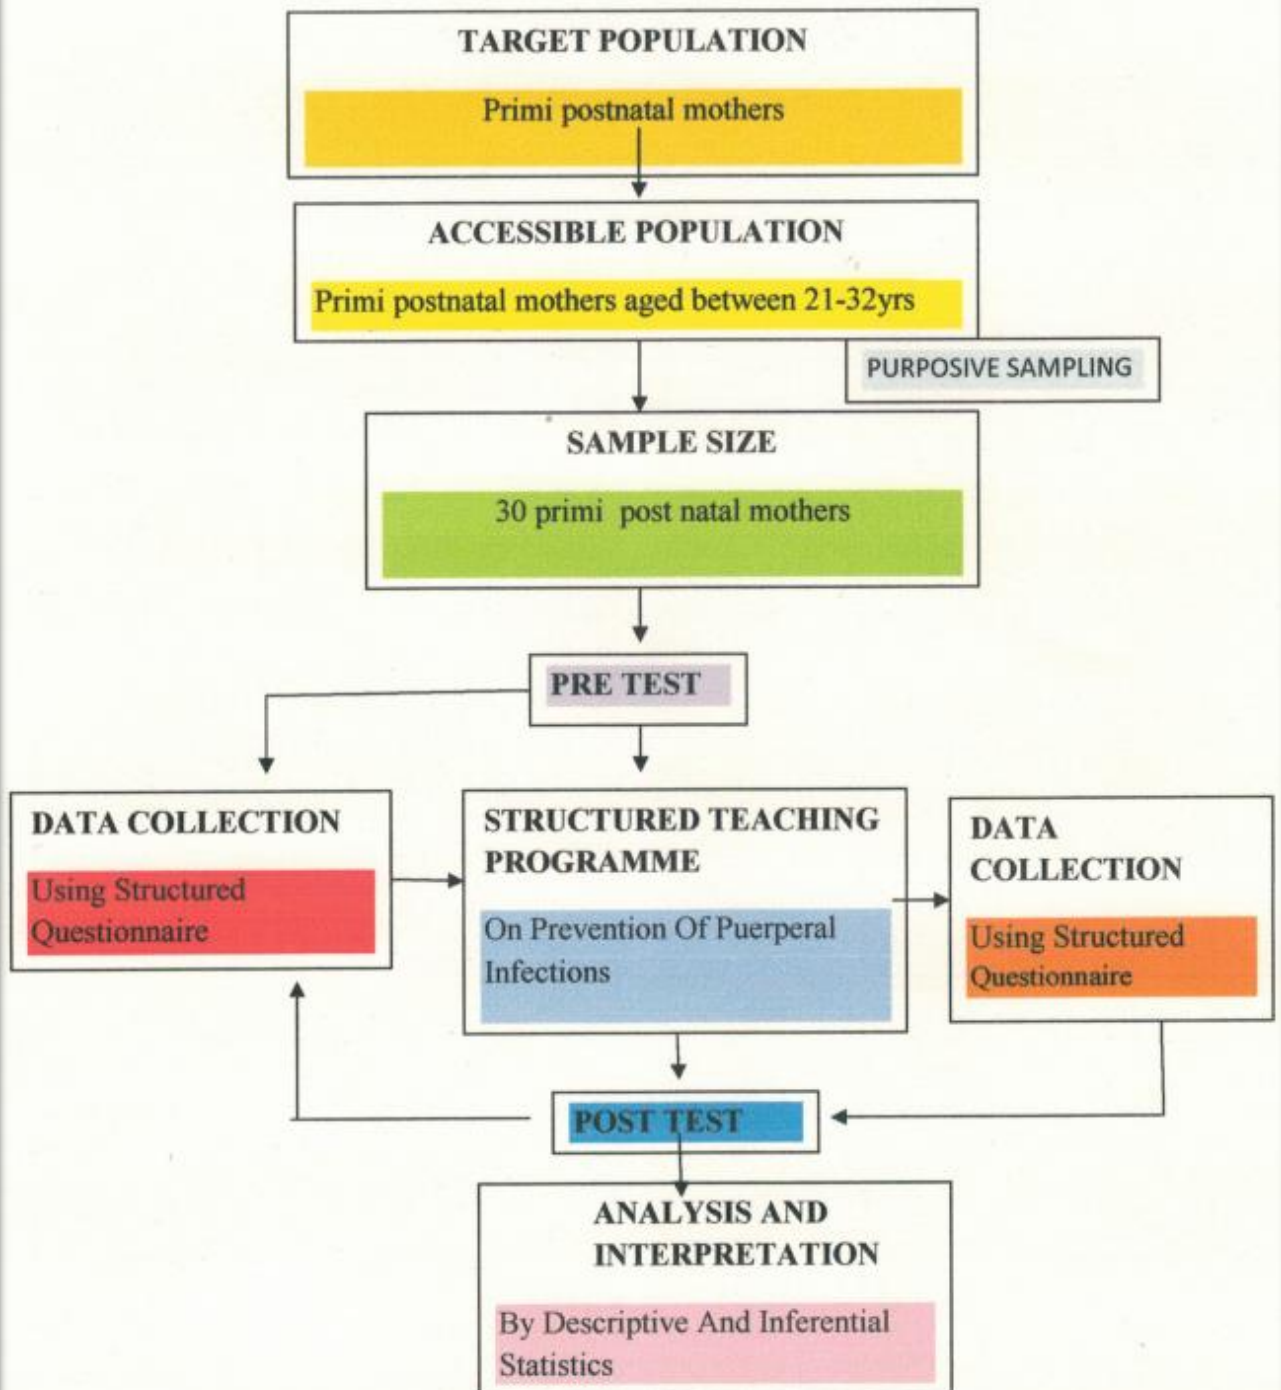 TARGET POPULATION
Primi postnatal mothers
ACCESSIBLE POPULATION
Primi postnatal mothers aged between 21-32yrs
PURPOSIVE SAMPLING
SAMPLE SIZE
30 primi post natal mothers
PRE TEST
DATA COLLECTION
Using Structured
Questionnaire
STRUCTURED TEACHING
PROGRAMME
On Prevention Of Puerperal
Infections
DATA
COLLECTION
Using Structured
Questionnaire
POST TEST
ANALYSIS AND
INTERPRETATION
By Descriptive And Inferential
Statistics